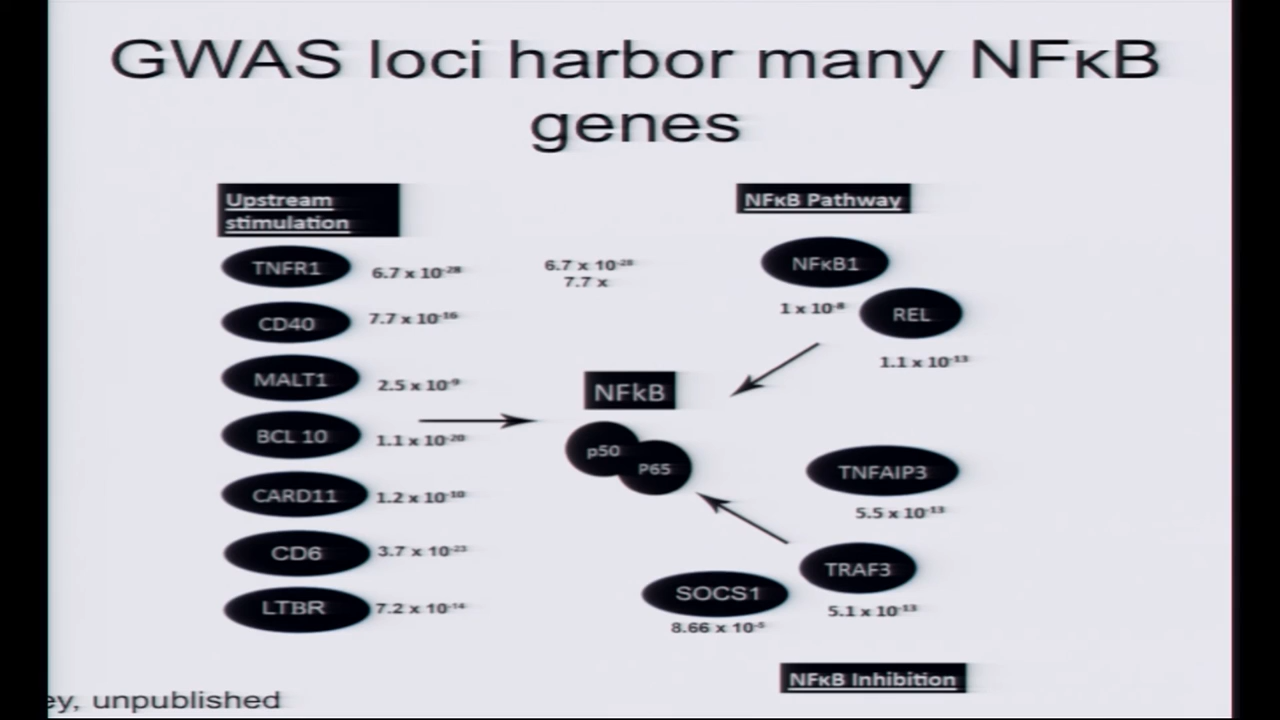 GWAS loci harbor many NFκB
genes
Upstream
stimulation
TNFR1
6.7 x 10⁻²⁸
CD40
7.7 x 10⁻¹⁶
MALT1
2.5 x 10⁻⁹
BCL 10
1.1 x 10⁻²⁰
CARD11
1.2 x 10⁻¹⁰
CD6
3.7 x 10⁻²³
LTBR
7.2 x 10⁻¹⁴
6.7 x 10⁻²⁸
7.7 x
NFκB Pathway
NFκB1
1 x 10⁻⁸
REL
1.1 x 10⁻¹³
NFkB
p50
P65
TNFAIP3
5.5 x 10⁻¹³
TRAF3
5.1 x 10⁻¹³
SOCS1
8.66 x 10⁻⁵
NFκB Inhibition
ey, unpublished